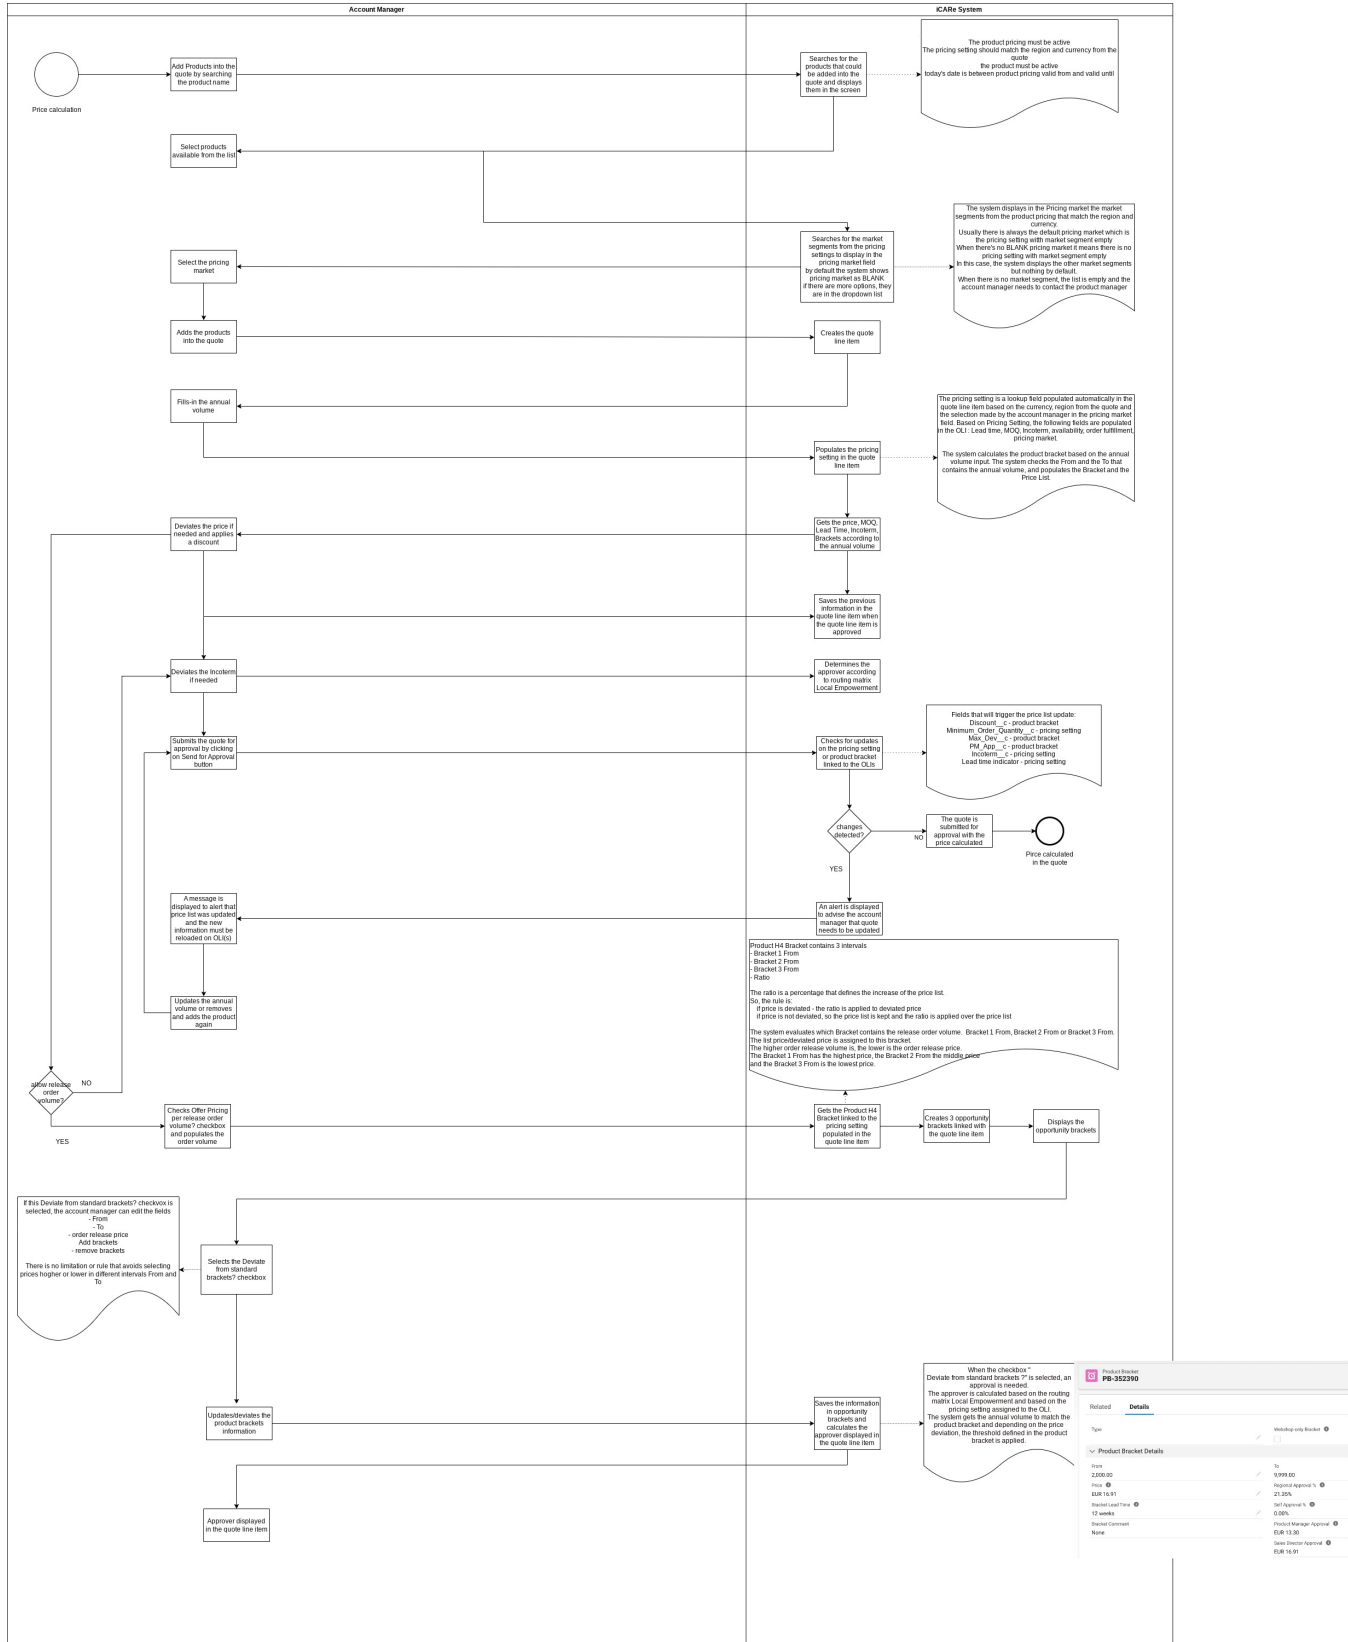 Account Manager
iCARe System
Price calculation
Add Products into the
quote by searching
the product name
Searches for the
products that could
be added into the
quote and displays
them in the screen
The product pricing must be active
The pricing setting should match the region and currency from the
quote
the product must be active
today's date is between product pricing valid from and valid until
Select products
available from the list
Searches for the market
segments from the pricing
settings to display in the
pricing market field
by default the system shows
pricing market as BLANK
if there are more options, they
are in the dropdown list
The system displays in the Pricing market the market
segments from the product pricing that match the region and
currency.
Usually there is always the default pricing market which is
the pricing setting witth market segment empty
When there's no BLANK pricing market it means there is no
pricing setting with market segment empty
In this case, the system displays the other market segments
but nothing by default.
When there is no market segment, the list is empty and the
account manager needs to contact the product manager
Select the pricing
market
Adds the products
into the quote
Creates the quote
line item
Fills-in the annual
volume
The pricing setting is a lookup field populated automatically in the
quote line item based on the currency, region from the quote and
the selection made by the account manager in the pricing market
field. Based on Pricing Setting, the following fields are populated
in the OLI : Lead time, MOQ, Incoterm, availability, order fulfillment,
pricing market.
The system calculates the product bracket based on the annual
volume input. The system checks the From and the To that
contains the annual volume, and populates the Bracket and the
Price List.
Populates the pricing
setting in the quote
line item
Deviates the price if
needed and applies
a discount
Gets the price, MOQ,
Lead Time, Incoterm,
Brackets according to
the annual volume
Saves the previous
information in the
quote line item when
the quote line item is
approved
Deviates the Incoterm
if needed
Determines the
approver according
to routing matrix
Local Empowerment
Submits the quote for
approval by clicking
on Send for Approval
button
Checks for updates
on the pricing setting
or product bracket
linked to the OLIs
Fields that will trigger the price list update:
Discount__c - product bracket
Minimum_Order_Quantity__c - pricing setting
Max_Dev__c - product bracket
PM_App__c - product bracket
Incoterm__c - pricing setting
Lead time indicator - pricing setting
changes
detected?
NO
The quote is
submitted for
approval with the
price calculated
Pirce calculated
in the quote
YES
A message is
displayed to alert that
price list was updated
and the new
information must be
reloaded on OLI(s)
An alert is displayed
to advise the account
manager that quote
needs to be updated
Updates the annual
volume or removes
and adds the product
again
Product H4 Bracket contains 3 intervals
- Bracket 1 From
- Bracket 2 From
- Bracket 3 From
- Ratio
The ratio is a percentage that defines the increase of the price list.
So, the rule is:
if price is deviated - the ratio is applied to deviated price
if price is not deviated, so the price list is kept and the ratio is applied over the price list
The system evaluates which Bracket contains the release order volume. Bracket 1 From, Bracket 2 From or Bracket 3 From.
The list price/deviated price is assigned to this bracket.
The higher order release volume is, the lower is the order release price.
The Bracket 1 From has the highest price, the Bracket 2 From the middle price
and the Bracket 3 From is the lowest price.
allow release
order
volume?
NO
YES
Checks Offer Pricing
per release order
volume? checkbox
and populates the
order volume
Gets the Product H4
Bracket linked to the
pricing setting
populated in the
quote line item
Creates 3 opportunity
brackets linked with
the quote line item
Displays the
opportunity brackets
If this Deviate from standard brackets? checkvox is
selected, the account manager can edit the fields
- From
- To
- order release price
Add brackets
- remove brackets
There is no limitation or rule that avoids selecting
prices hogher or lower in different intervals From and
To
Selects the Deviate
from standard
brackets? checkbox
Updates/deviates the
product brackets
information
Saves the information
in opportunity
brackets and
calculates the
approver displayed in
the quote line item
When the checkbox "
Deviate from standard brackets ?" is selected, an
approval is needed.
The approver is calculated based on the routing
matrix Local Empowerment and based on the
pricing setting assigned to the OLI.
The system gets the annual volume to match the
product bracket and depending on the price
deviation, the threshold defined in the product
bracket is applied.
Approver displayed
in the quote line item
Product Bracket
PB-352390
Related
Details
Type
Webshop only Bracket
Product Bracket Details
From
2,000.00
To
9,999.00
Price
EUR 16.91
Regional Approval %
21.35%
Bracket Lead Time
12 weeks
Self Approval %
0.00%
Bracket Comment
None
Product Manager Approval
EUR 13.30
Sales Director Approval
EUR 16.91